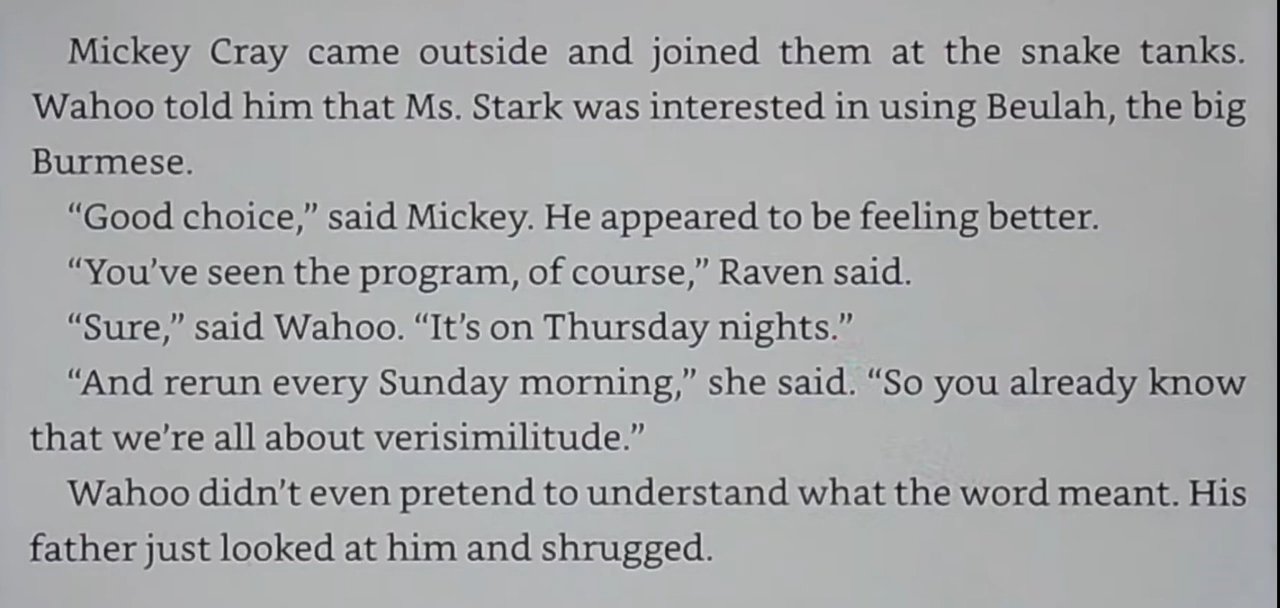 Mickey Cray came outside and joined them at the snake tanks.
Wahoo told him that Ms. Stark was interested in using Beulah, the big
Burmese.
“Good choice,” said Mickey. He appeared to be feeling better.
“You’ve seen the program, of course,” Raven said.
“Sure,” said Wahoo. “It’s on Thursday nights.”
“And rerun every Sunday morning,” she said. “So you already know
that we’re all about verisimilitude.”
Wahoo didn’t even pretend to understand what the word meant. His
father just looked at him and shrugged.